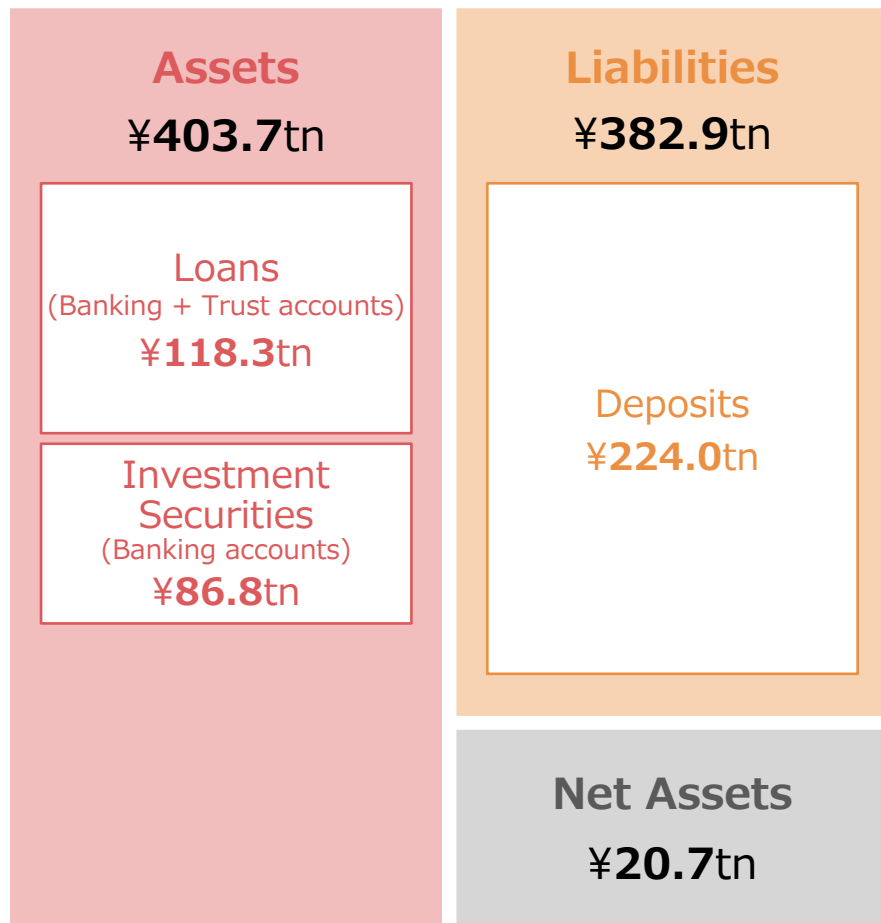 Assets
¥403.7tn
Loans
(Banking + Trust accounts)
¥118.3tn
Investment
Securities
(Banking accounts)
¥86.8tn
Liabilities
¥382.9tn
Deposits
¥224.0tn
Net Assets
¥20.7tn